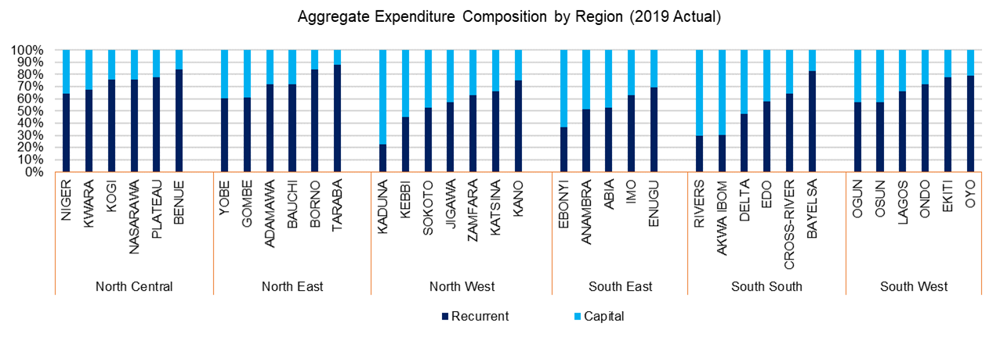 Aggregate Expenditure Composition by Region (2019 Actual)
100%
90%
80%
70%
60%
50%
40%
30%
20%
10%
0%
NIGER
KWARA
KOGI
NASARAWA
PLATEAU
BENUE
YOBE
GOMBE
ADAMAWA
BAUCHI
BORNO
TARABA
KADUNA
KEBBI
SOKOTO
JIGAWA
ZAMFARA
KATSINA
KANO
EBONYI
ANAMBRA
ABIA
IMO
ENUGU
RIVERS
AKWA IBOM
DELTA
EDO
CROSS-RIVER
BAYELSA
OGUN
OSUN
LAGOS
ONDO
EKITI
OYO
North Central
North East
North West
South East
South South
South West
Recurrent
Capital